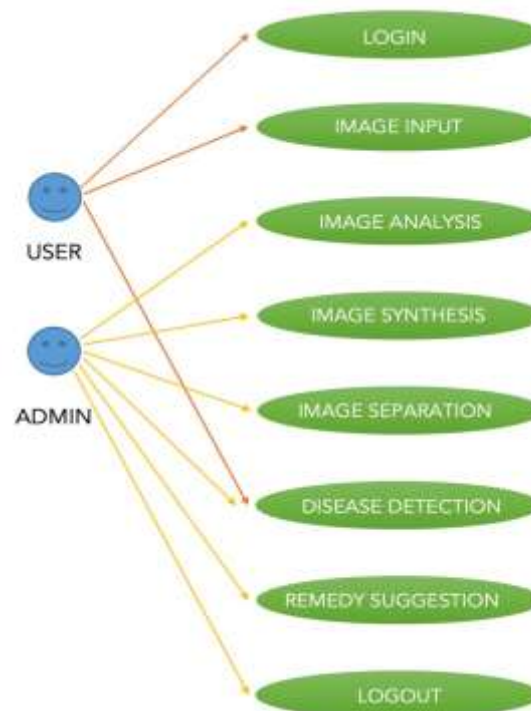 LOGIN
IMAGE INPUT
USER
IMAGE ANALYSIS
IMAGE SYNTHESIS
ADMIN
IMAGE SEPARATION
DISEASE DETECTION
REMEDY SUGGESTION
LOGOUT